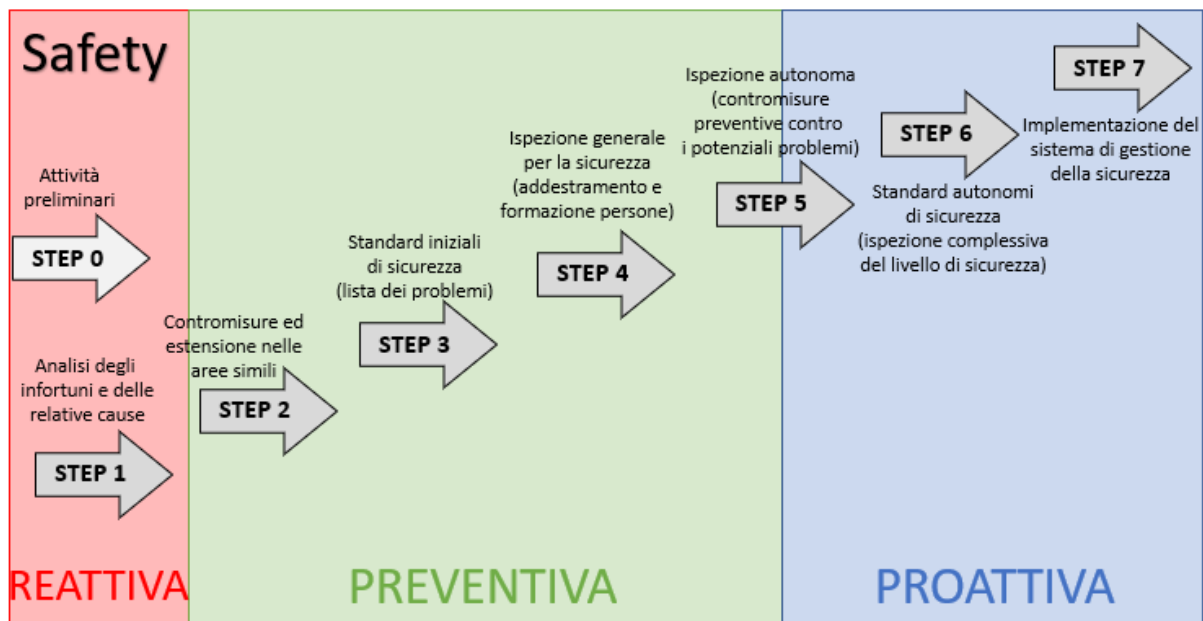 Safety
Attività
preliminari
STEP 0
Analisi degli
infortuni e delle
relative cause
STEP 1
Contromisure ed
estensione nelle
aree simili
STEP 2
Standard iniziali
di sicurezza
(lista dei problemi)
STEP 3
Ispezione generale
per la sicurezza
(addestramento e
formazione persone)
STEP 4
Ispezione autonoma
(contromisure
preventive contro
i potenziali problemi)
STEP 5
STEP 6
Standard autonomi
di sicurezza
(ispezione complessiva
del livello di sicurezza)
STEP 7
Implementazione del
sistema di gestione
della sicurezza
REATTIVA
PREVENTIVA
PROATTIVA